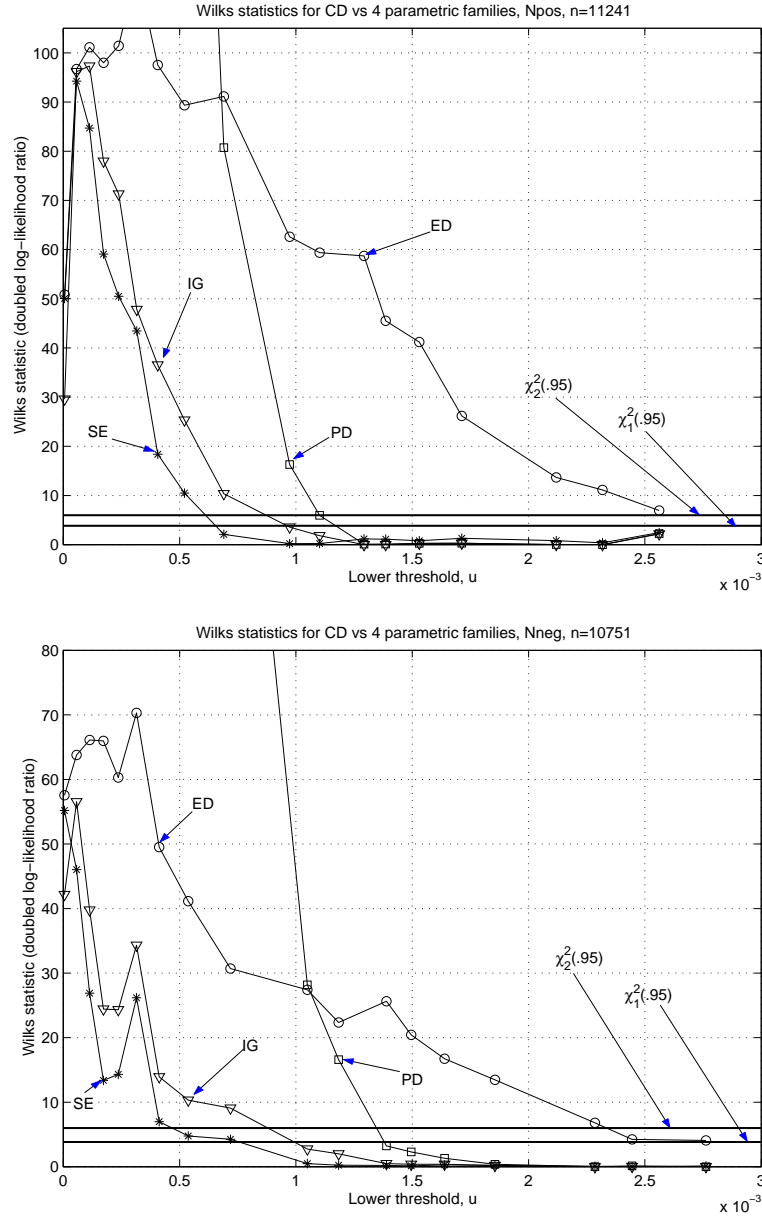 Wilks statistics for CD vs 4 parametric families, Npos, n=11241
Wilks statistic (doubled log−likelihood ratio)
100
90
80
70
60
50
40
30
20
10
0
ED
IG
SE
PD
χ₂²(.95)
χ₁²(.95)
0 0.5 1 1.5 2 2.5 3
Lower threshold, u
x 10⁻³
Wilks statistics for CD vs 4 parametric families, Nneg, n=10751
Wilks statistic (doubled log−likelihood ratio)
80
70
60
50
40
30
20
10
0
ED
χ₂²(.95)
χ₁²(.95)
IG
PD
SE
0 0.5 1 1.5 2 2.5 3
Lower threshold, u
x 10⁻³